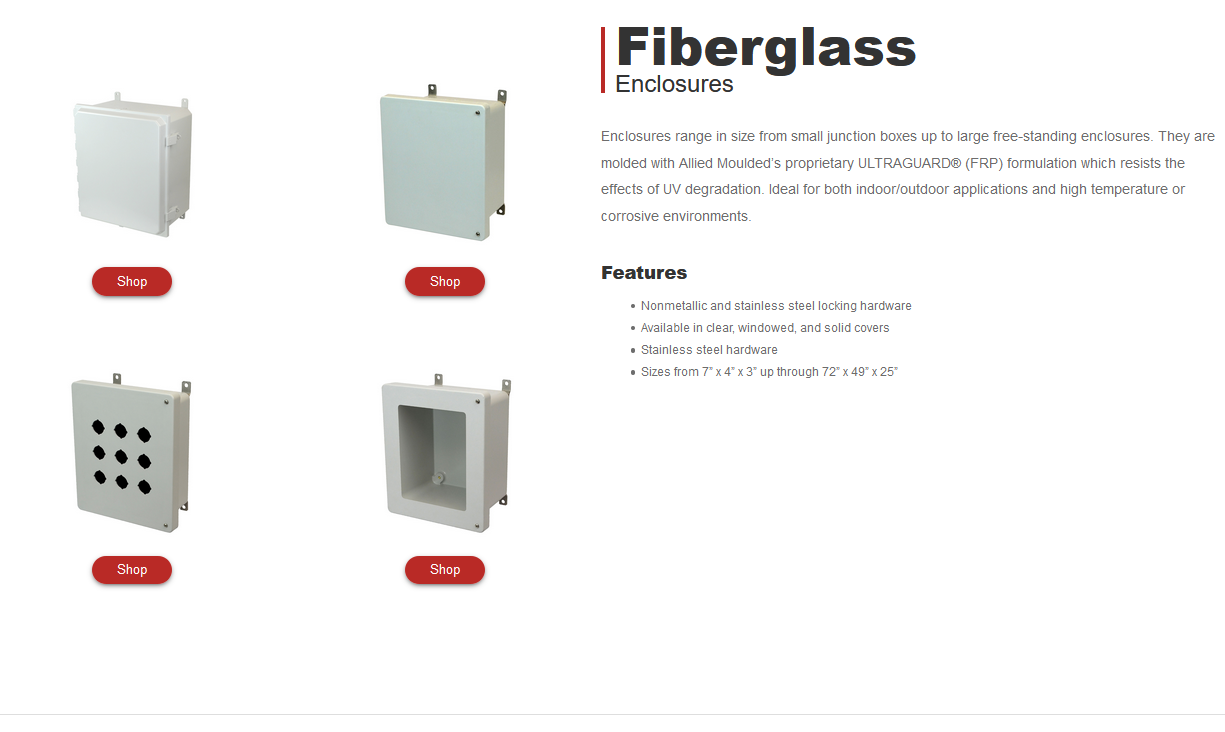 Fiberglass
Enclosures
Enclosures range in size from small junction boxes up to large free-standing enclosures. They are
molded with Allied Moulded’s proprietary ULTRAGUARD® (FRP) formulation which resists the
effects of UV degradation. Ideal for both indoor/outdoor applications and high temperature or
corrosive environments.
Features
• Nonmetallic and stainless steel locking hardware
• Available in clear, windowed, and solid covers
• Stainless steel hardware
• Sizes from 7” x 4” x 3” up through 72” x 49” x 25”
Shop
Shop
Shop
Shop